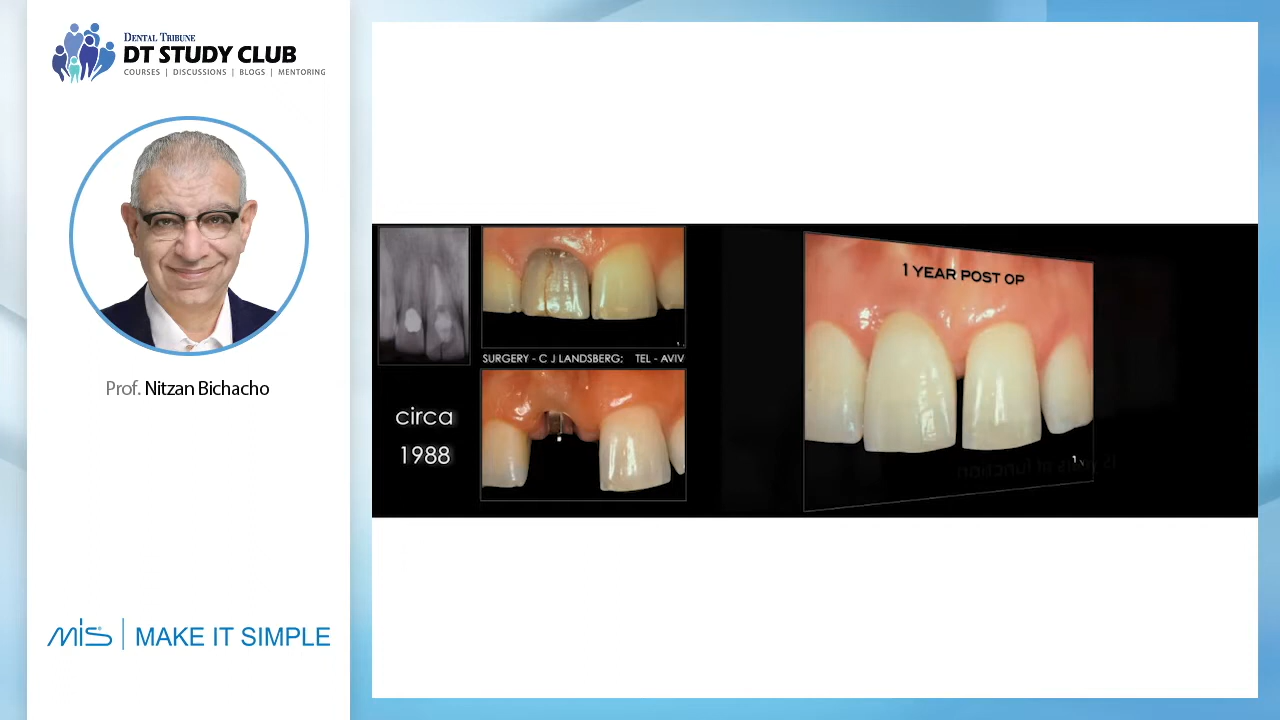 DENTAL TRIBUNE
DT STUDY CLUB
COURSES | DISCUSSIONS | BLOGS | MENTORING
Prof. Nitzan Bichacho
mis® | MAKE IT SIMPLE
SURGERY - C J LANDSBERG: TEL - AVIV
circa
1988
1 YEAR POST OP